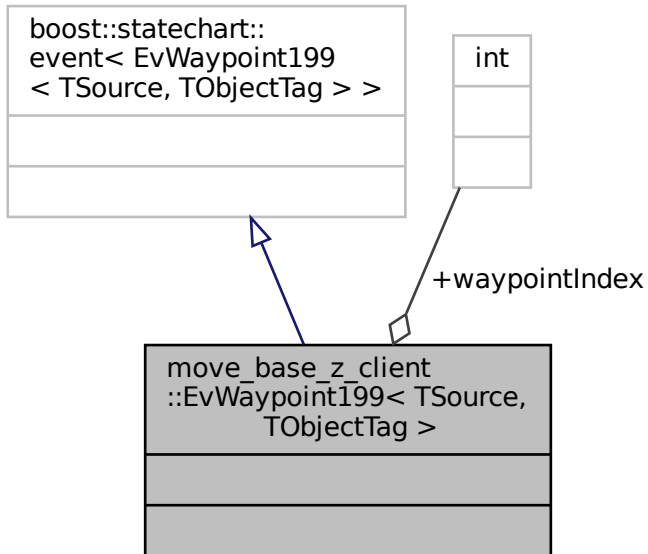 boost::statechart::
event< EvWaypoint199
< TSource, TObjectTag > >
int
+waypointIndex
move_base_z_client
::EvWaypoint199< TSource,
TObjectTag >